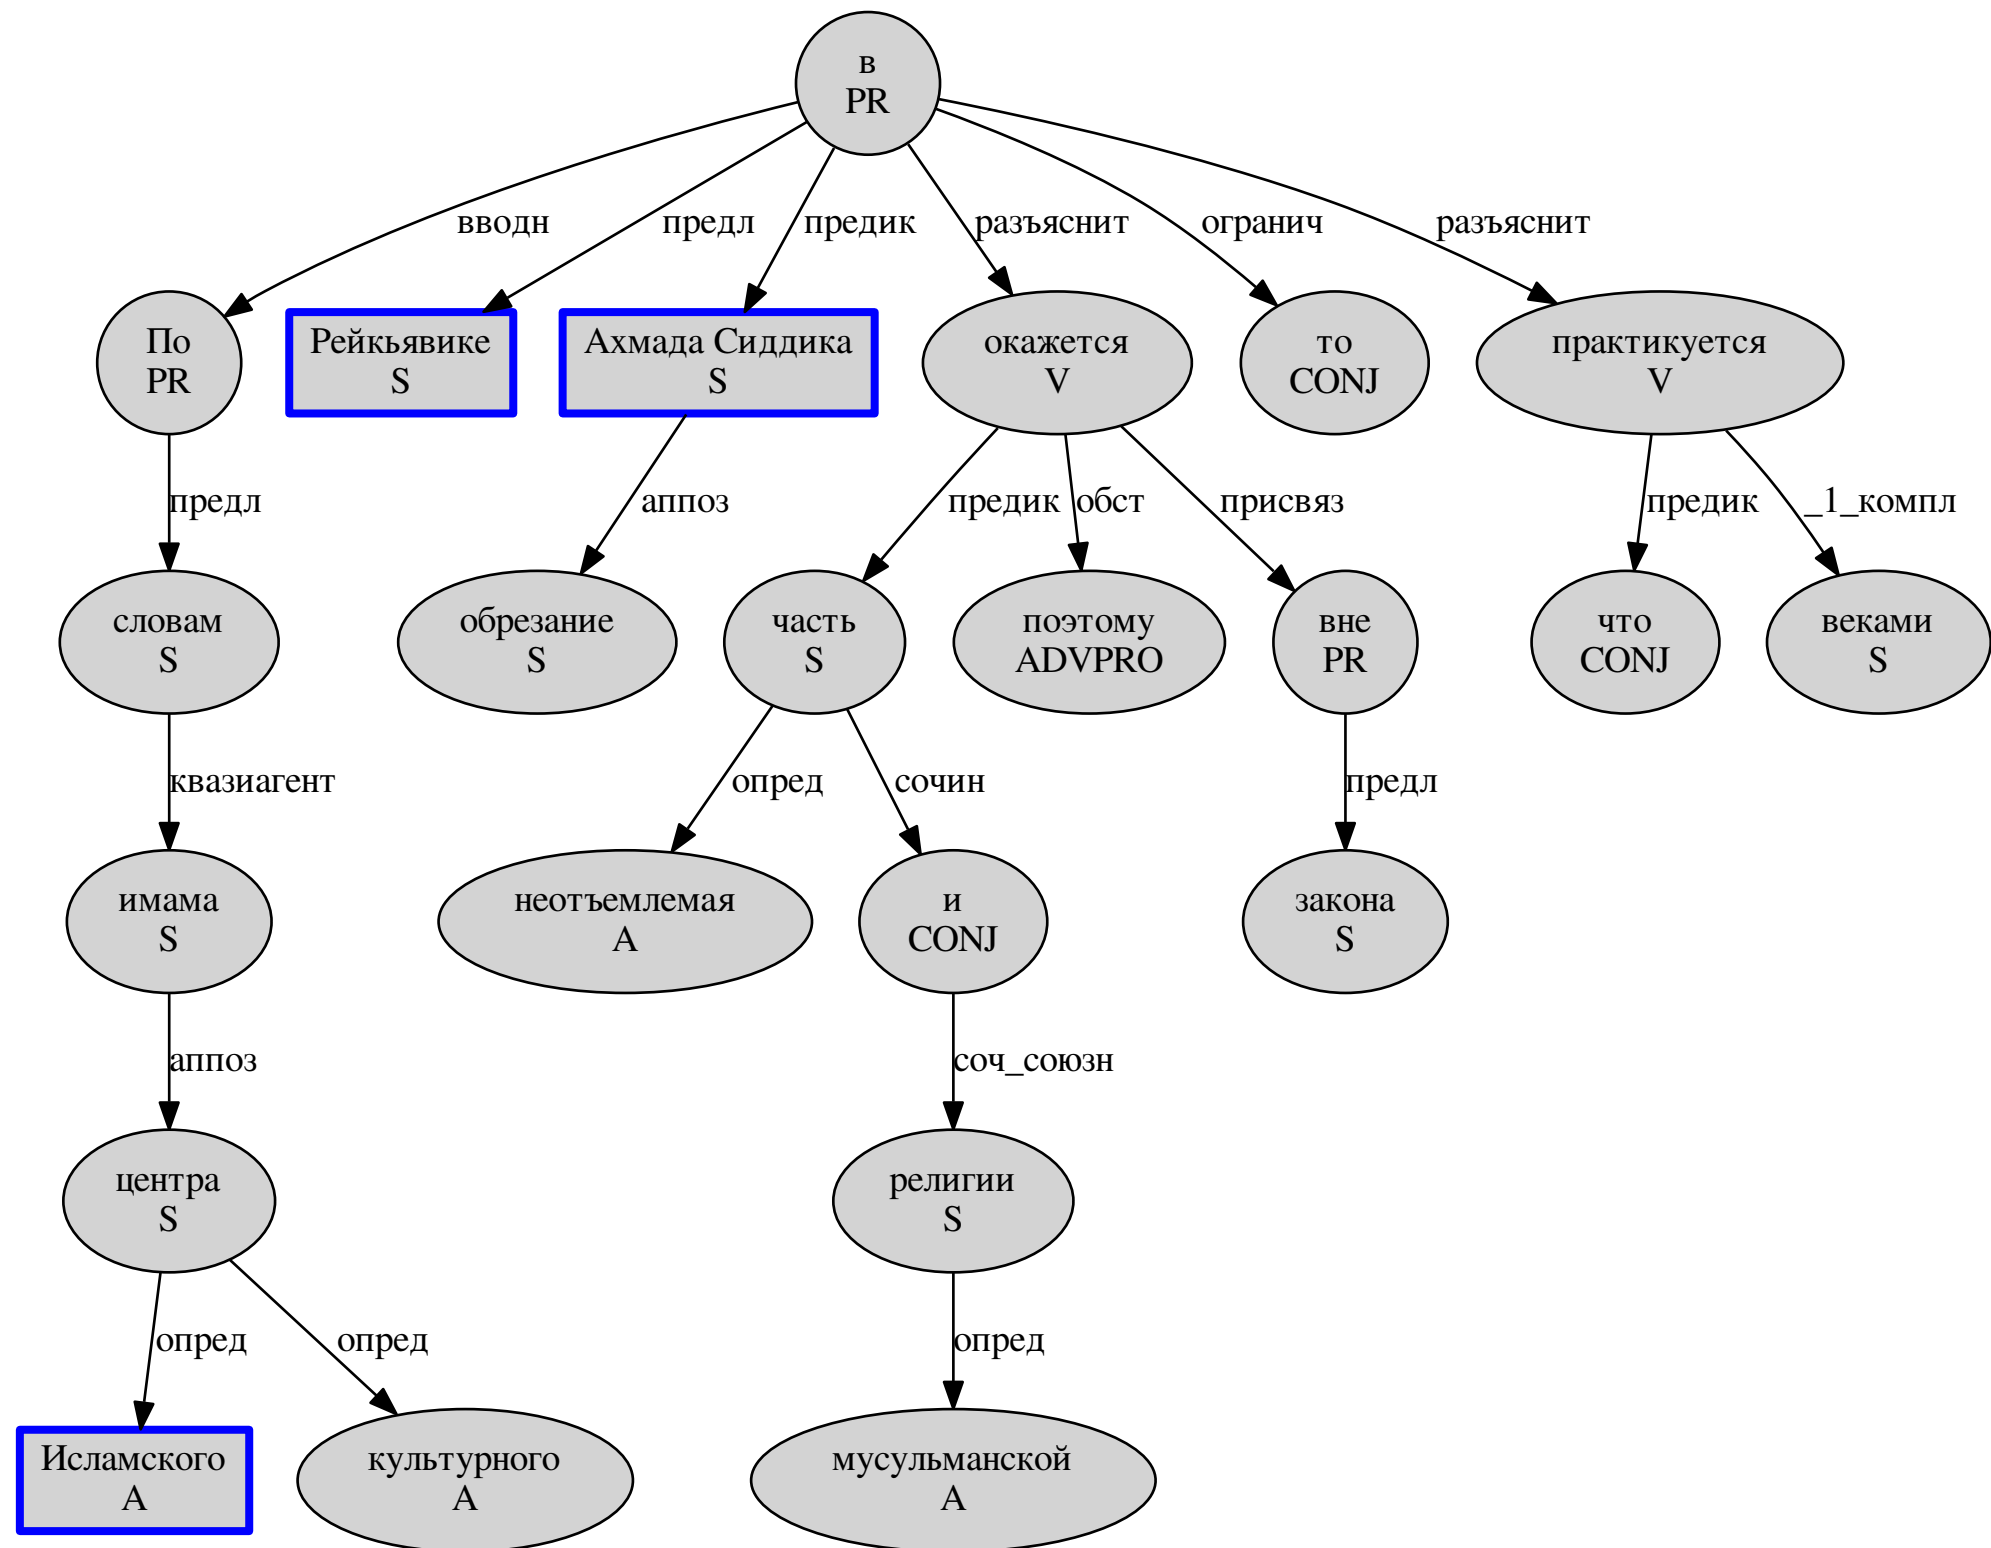 в
PR
вводн
предл
предик
разъяснит
огранич
разъяснит
По
PR
Рейкьявике
S
Ахмада Сиддика
S
окажется
V
то
CONJ
практикуется
V
предл
аппоз
предик
обст
присвяз
предик
_1_компл
словам
S
обрезание
S
часть
S
поэтому
ADVPRO
вне
PR
что
CONJ
веками
S
квазиагент
опред
сочин
предл
имама
S
неотъемлемая
A
и
CONJ
закона
S
аппоз
соч_союзн
центра
S
религии
S
опред
опред
опред
Исламского
A
культурного
A
мусульманской
A